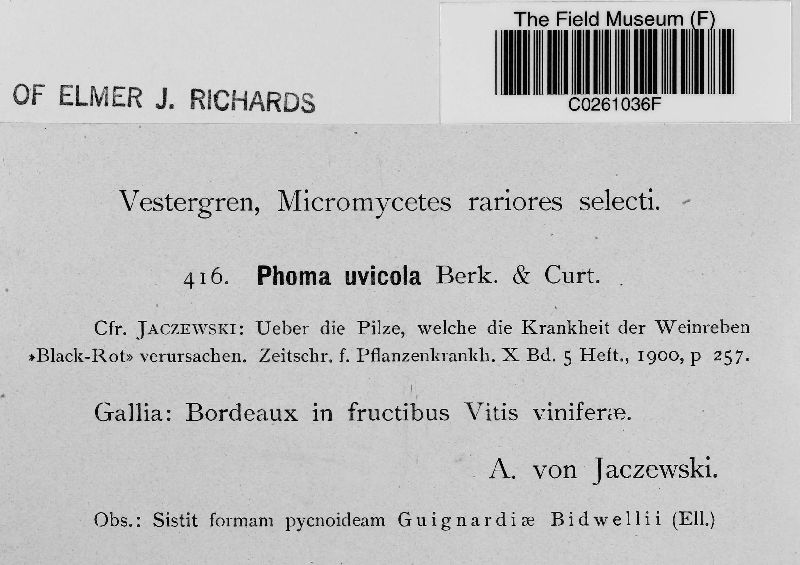 The Field Museum (F)
C0261036F
OF ELMER J. RICHARDS
Vestergren, Micromycetes rariores selecti.
416. Phoma uvicola Berk. & Curt.
Cfr. JACZEWSKI: Ueber die Pilze, welche die Krankheit der Weinreben
»Black-Rot» verursachen. Zeitschr. f. Pflanzenkrankh. X Bd. 5 Heft., 1900, p 257.
Gallia: Bordeaux in fructibus Vitis viniferæ.
A. von Jaczewski.
Obs.: Sistit formam pycnoideam Guignardiæ Bidwellii (Ell.)